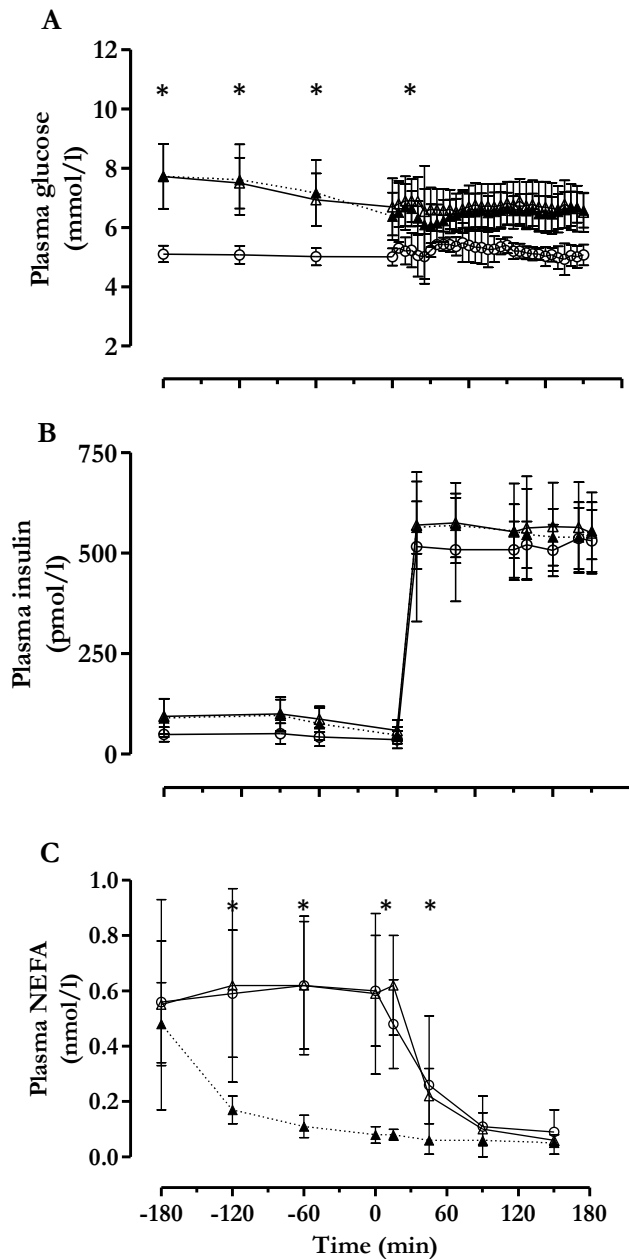 A
Plasma glucose
(mmol/l)
12
10
8
6
4
2
* * * *
B
Plasma insulin
(pmol/l)
750
500
250
0
C
Plasma NEFA
(nmol/l)
1.0
0.8
0.6
0.4
0.2
0.0
* * * *
-180 -120 -60 0 60 120 180
Time (min)